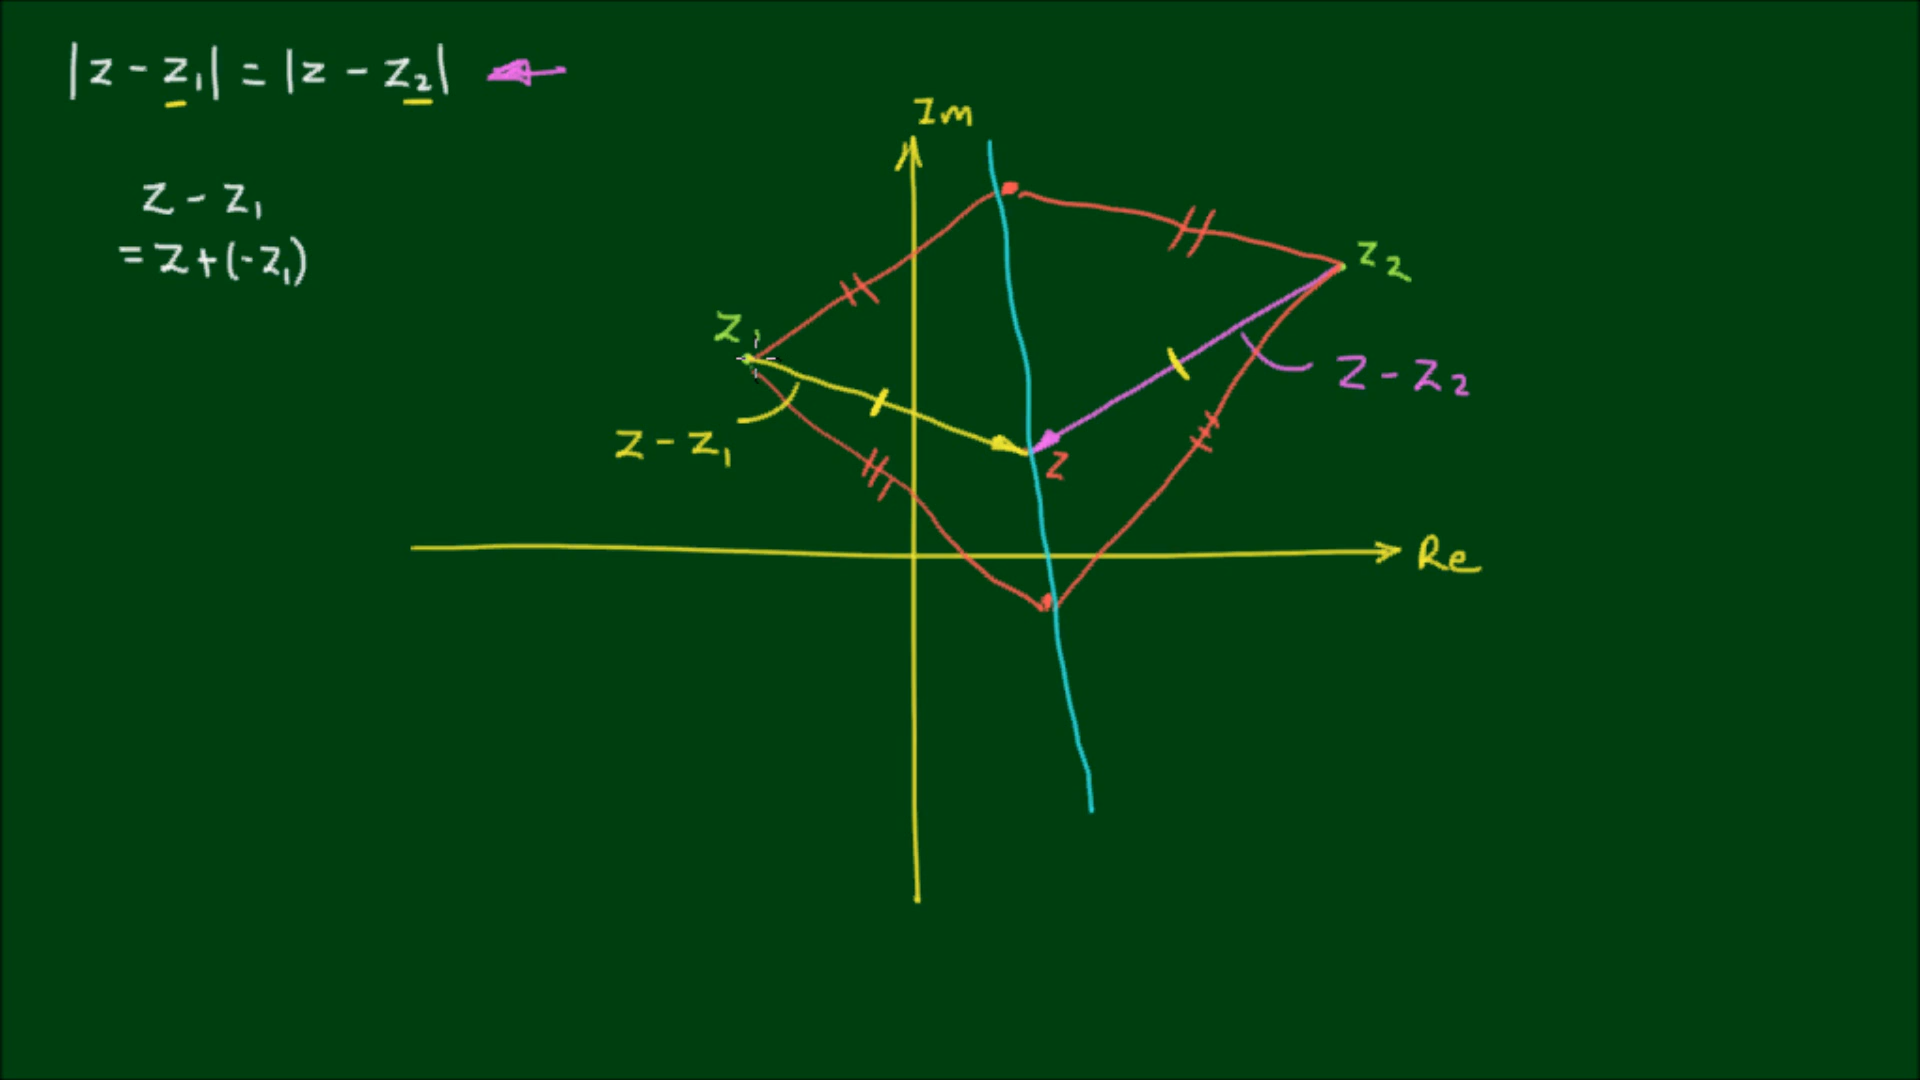 |z - z₁| = |z - z₂|
Im
z - z₁
= z + (-z₁)
z₂
z₁
z - z₂
z - z₁
z
Re